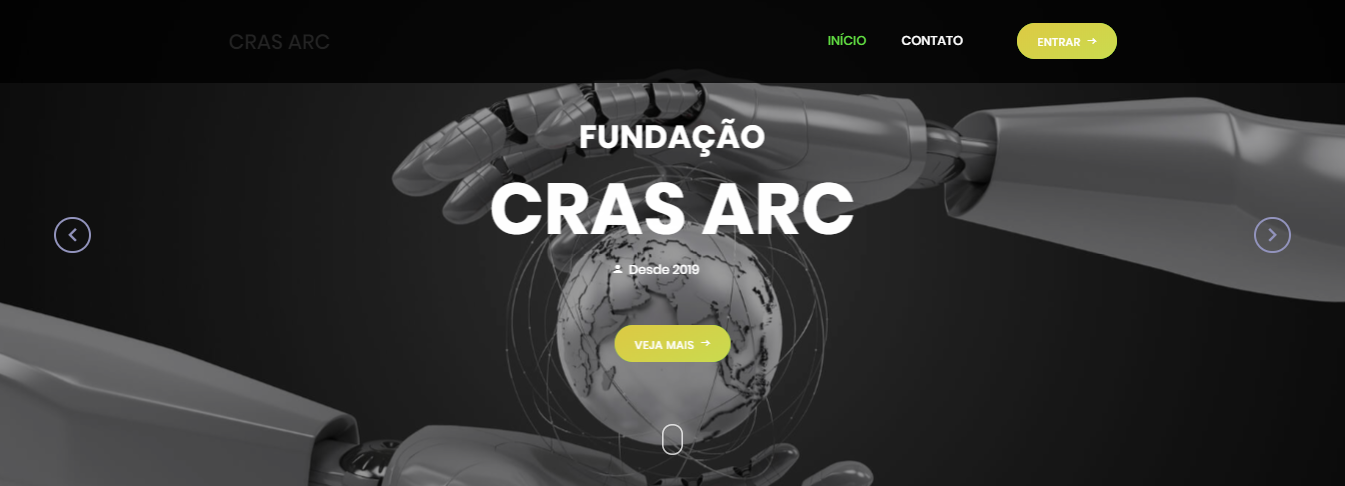 CRAS ARC
INÍCIO
CONTATO
ENTRAR →
FUNDAÇÃO
CRAS ARC
Desde 2019
VEJA MAIS →